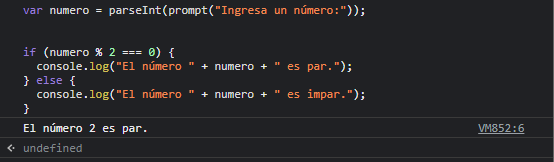 var numero = parseInt(prompt("Ingresa un número:"));
if (numero % 2 === 0) {
  console.log("El número " + numero + " es par.");
} else {
  console.log("El número " + numero + " es impar.");
}
El número 2 es par. VM852:6
undefined